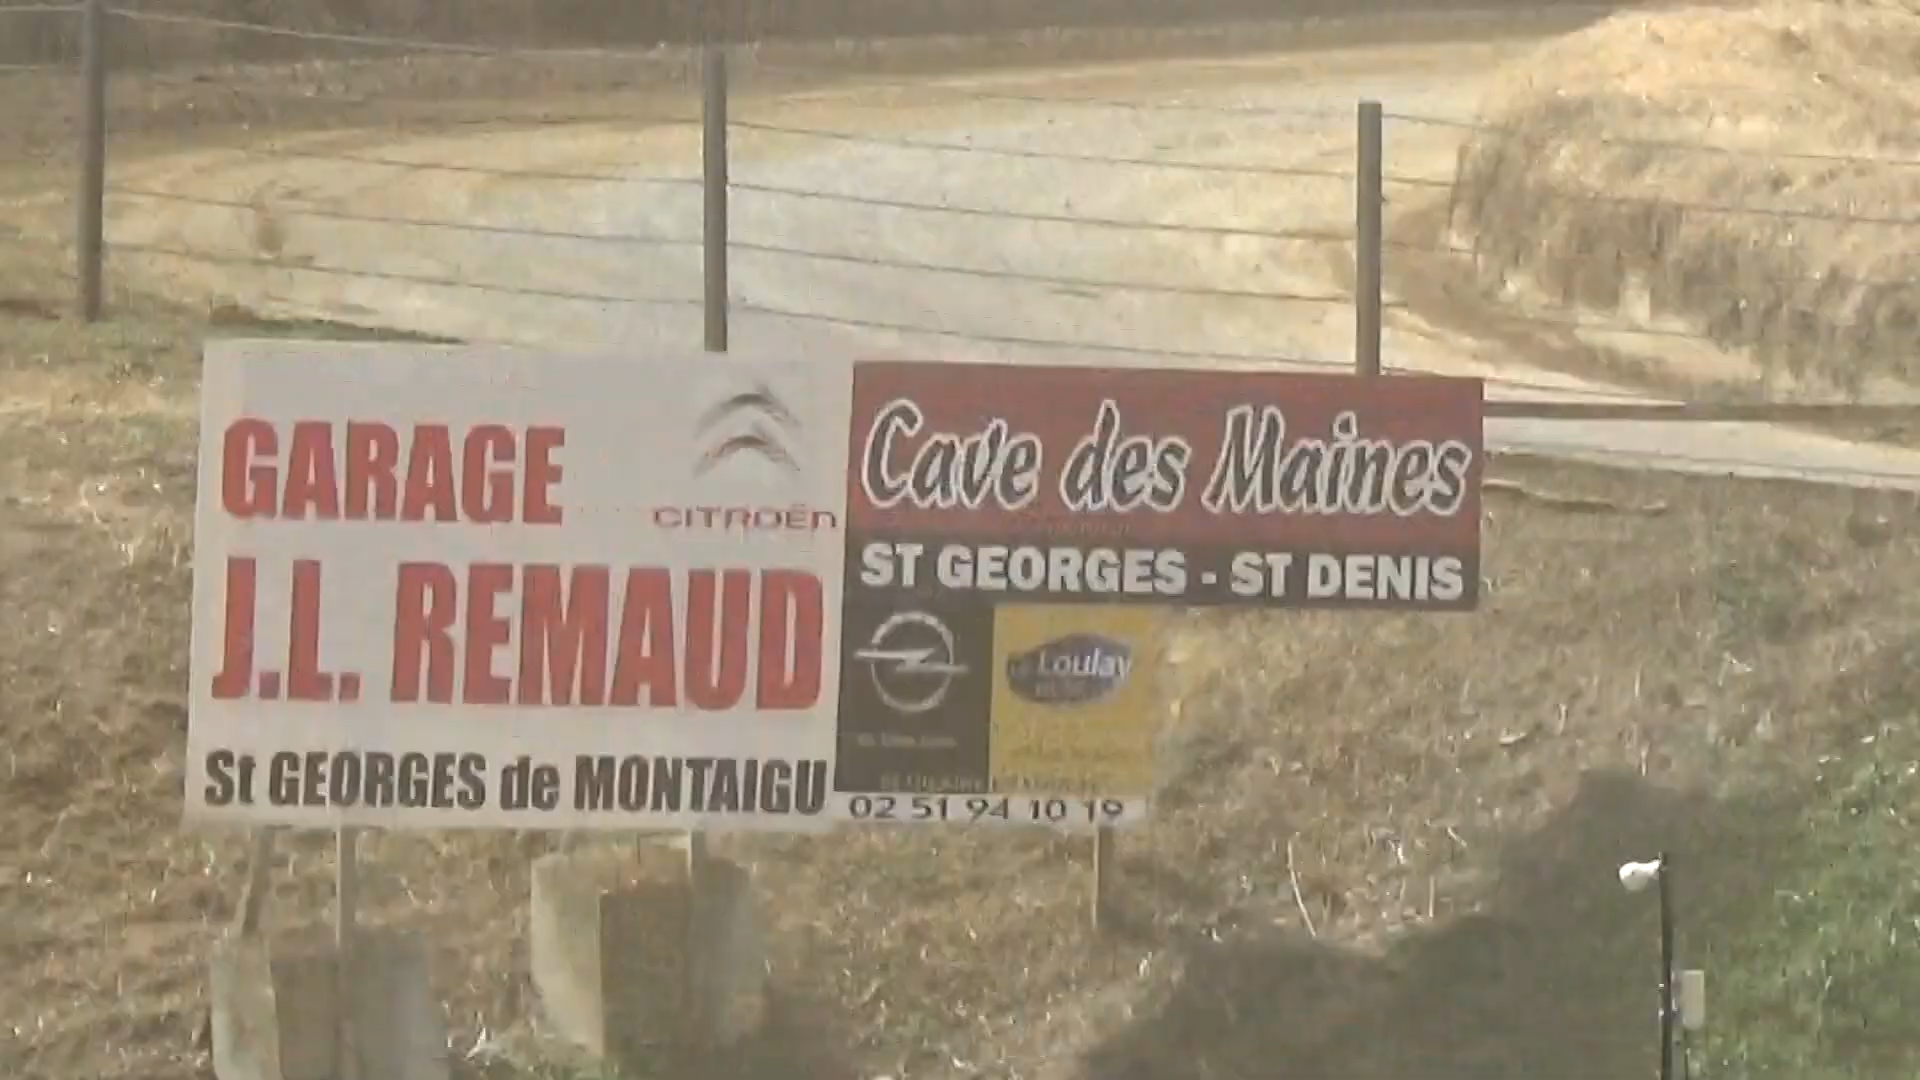 GARAGE
CITROËN
J.L. REMAUD
St GEORGES de MONTAIGU
Cave des Maines
ST GEORGES - ST DENIS
Loulay
02 51 94 10 19